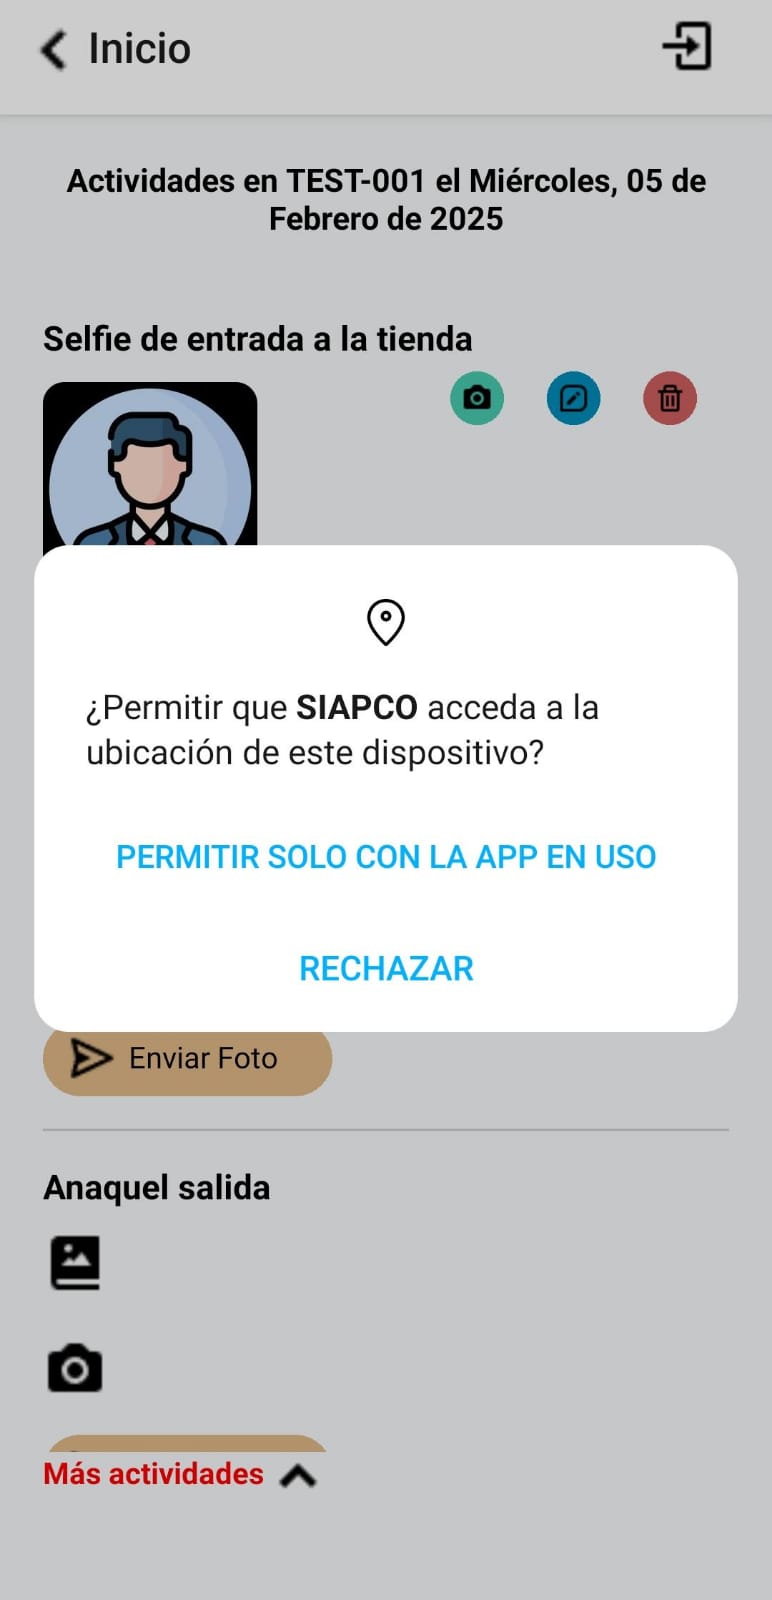 Inicio
Actividades en TEST-001 el Miércoles, 05 de
Febrero de 2025
Selfie de entrada a la tienda
¿Permitir que SIAPCO acceda a la
ubicación de este dispositivo?
PERMITIR SOLO CON LA APP EN USO
RECHAZAR
Enviar Foto
Anaquel salida
Más actividades